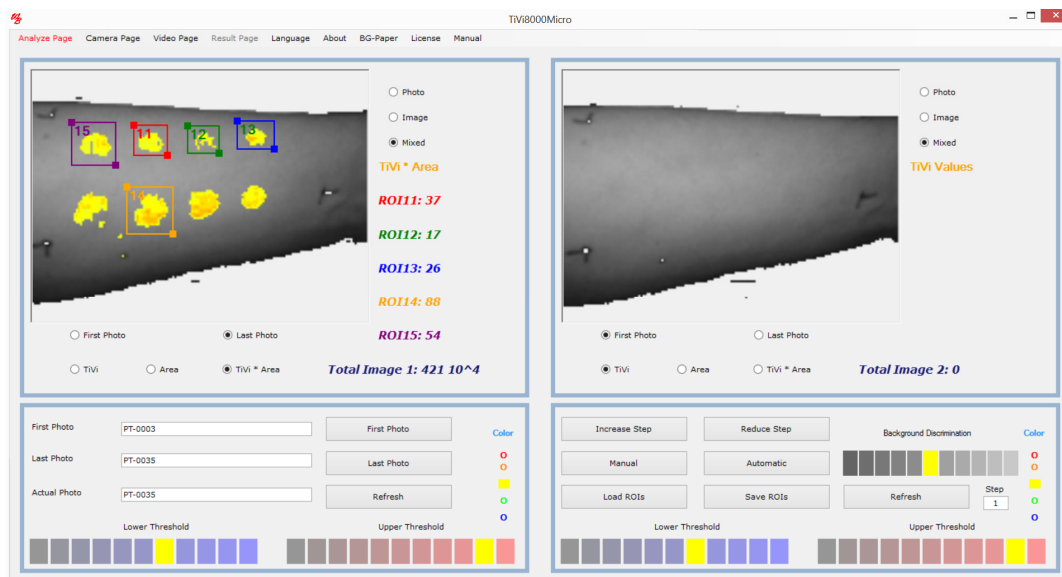 TiVi8000Micro
Analyze Page Camera Page Video Page Result Page Language About BG-Paper License Manual
15 11 12 13
14
Photo
Image
Mixed
TiVi * Area
ROI11: 37
ROI12: 17
ROI13: 26
ROI14: 88
ROI15: 54
First Photo Last Photo
TiVi Area TiVi * Area Total Image 1: 421 10^4
Photo
Image
Mixed
TiVi Values
First Photo Last Photo
TiVi Area TiVi * Area Total Image 2: 0
First Photo PT-0003 First Photo Color
Last Photo PT-0035 Last Photo
Actual Photo PT-0035 Refresh
Lower Threshold Upper Threshold
Increase Step Reduce Step Background Discrimination Color
Manual Automatic
Load ROIs Save ROIs Refresh Step
1
Lower Threshold Upper Threshold